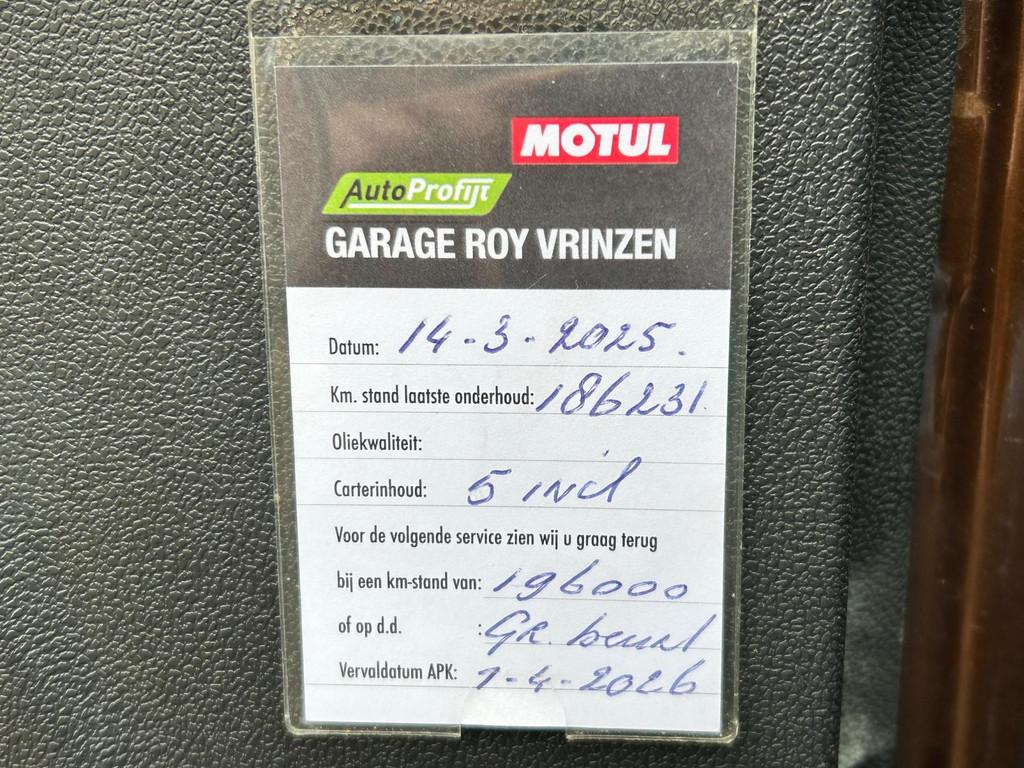 MOTUL
AutoProfijt
GARAGE ROY VRINZEN
Datum: 14-3-2025.
Km. stand laatste onderhoud: 186231.
Oliekwaliteit:
Carterinhoud: 5 incl
Voor de volgende service zien wij u graag terug
bij een km-stand van: 196000
of op d.d. : GR. beurt
Vervaldatum APK: 1-4-2026